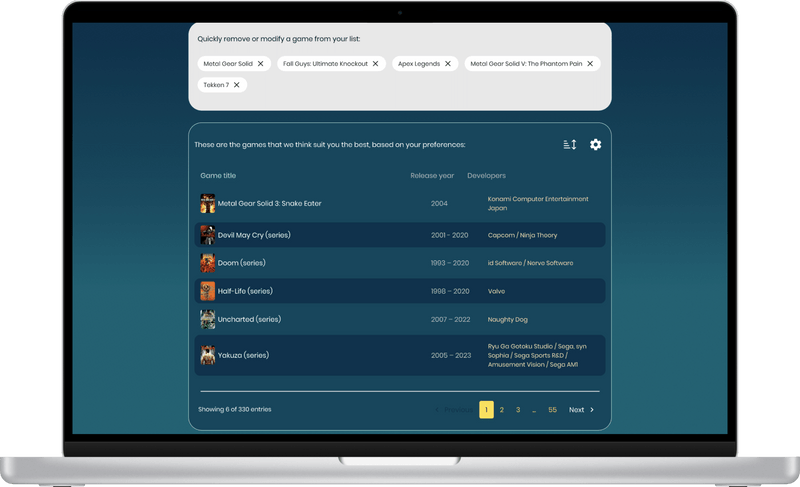 Quickly remove or modify a game from your list:
Metal Gear Solid ✕ Fall Guys: Ultimate Knockout ✕ Apex Legends ✕ Metal Gear Solid V: The Phantom Pain ✕
Tekken 7 ✕
These are the games that we think suit you the best, based on your preferences:
Game title Release year Developers
Metal Gear Solid 3: Snake Eater 2004 Konami Computer Entertainment
Japan
Devil May Cry (series) 2001 – 2020 Capcom / Ninja Theory
Doom (series) 1993 – 2020 id Software / Nerve Software
Half-Life (series) 1998 – 2020 Valve
Uncharted (series) 2007 – 2022 Naughty Dog
Yakuza (series) 2005 – 2023 Ryu Ga Gotoku Studio / Sega, syn
Sophia / Sega Sports R&D /
Amusement Vision / Sega AM1
Showing 6 of 330 entries Previous 1 2 3 ... 55 Next